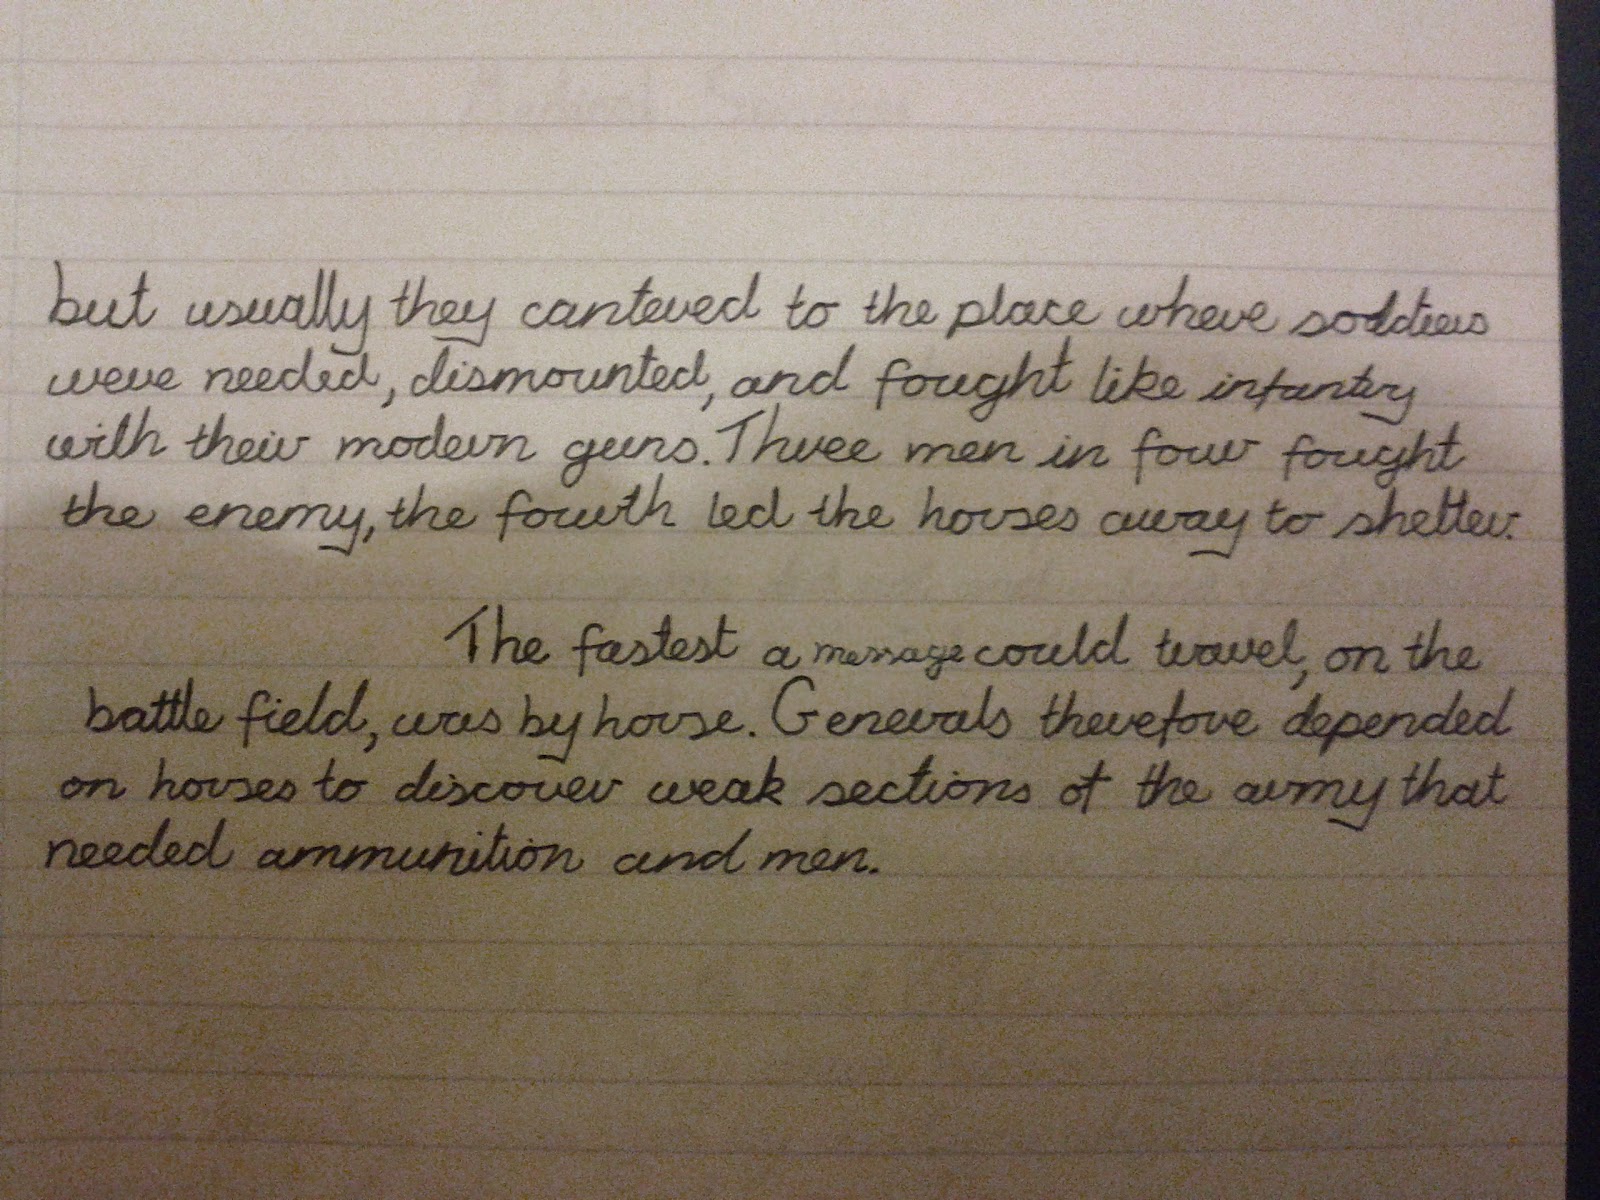 but usually they cantered to the place where soldiers
were needed, dismounted, and fought like infantry
with their modern guns. Three men in four fought
the enemy, the fourth led the horses away to shelter.
The fastest a message could travel, on the
battle field, was by horse. Generals therefore depended
on horses to discover weak sections of the army that
needed ammunition and men.